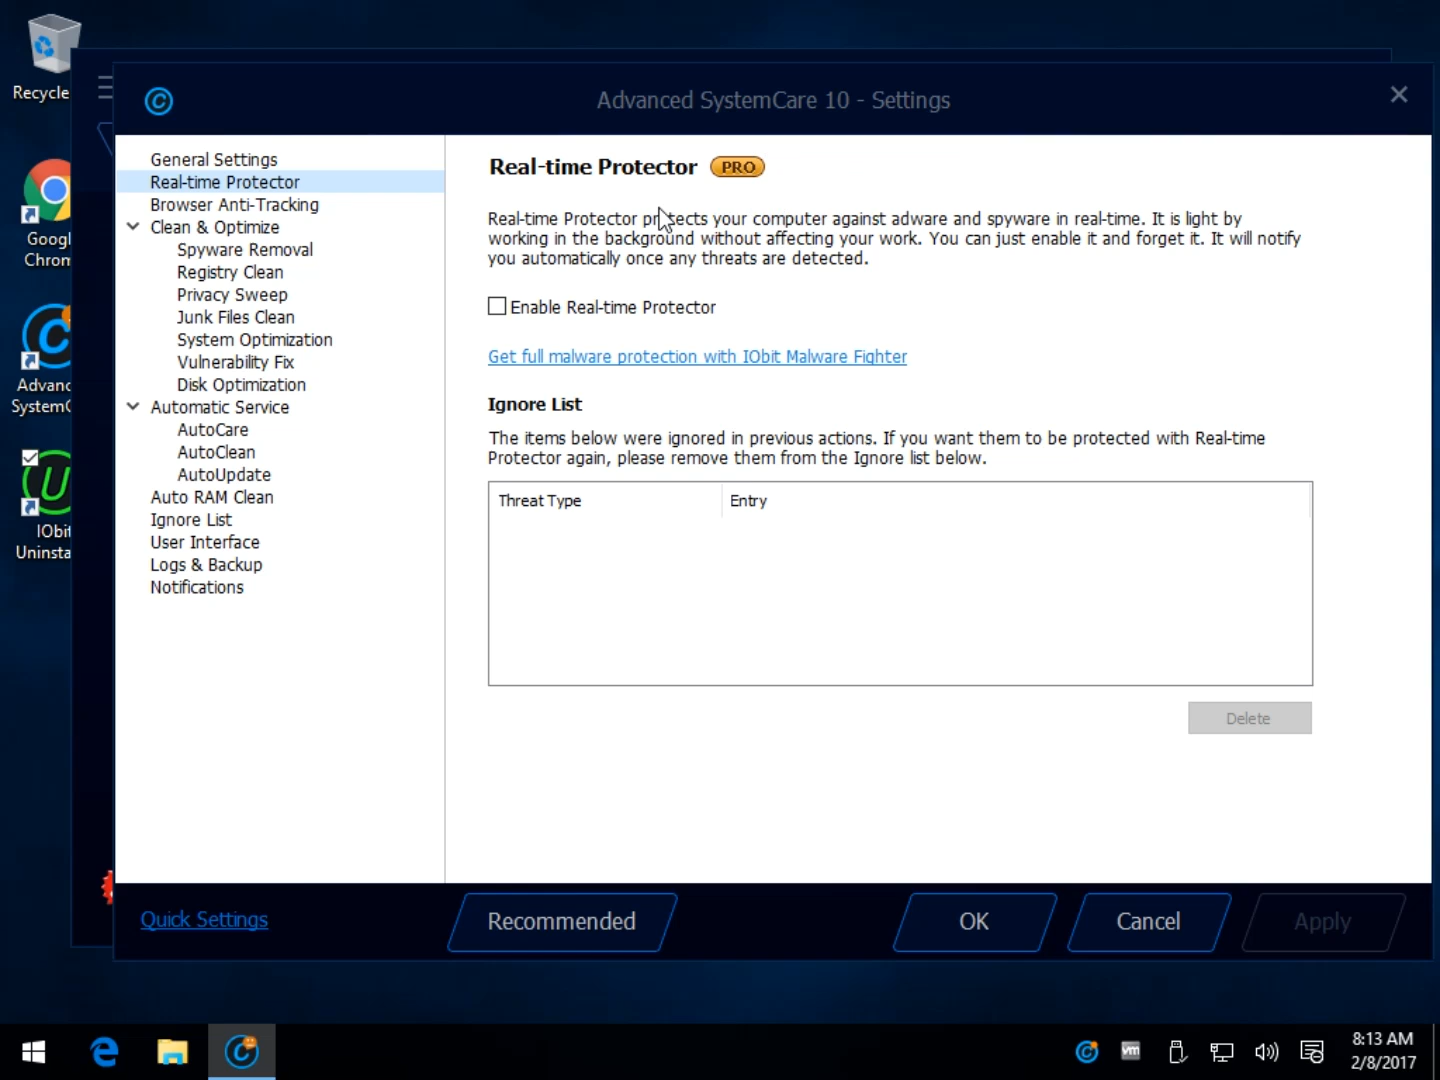 Recycle
Googl
Chrom
Advanc
SystemC
IObit
Uninsta
Advanced SystemCare 10 - Settings
General Settings
Real-time Protector
Browser Anti-Tracking
Clean & Optimize
Spyware Removal
Registry Clean
Privacy Sweep
Junk Files Clean
System Optimization
Vulnerability Fix
Disk Optimization
Automatic Service
AutoCare
AutoClean
AutoUpdate
Auto RAM Clean
Ignore List
User Interface
Logs & Backup
Notifications
Real-time Protector PRO
Real-time Protector protects your computer against adware and spyware in real-time. It is light by
working in the background without affecting your work. You can just enable it and forget it. It will notify
you automatically once any threats are detected.
Enable Real-time Protector
Get full malware protection with IObit Malware Fighter
Ignore List
The items below were ignored in previous actions. If you want them to be protected with Real-time
Protector again, please remove them from the Ignore list below.
Threat Type Entry
Delete
Quick Settings Recommended OK Cancel Apply
vm
8:13 AM
2/8/2017